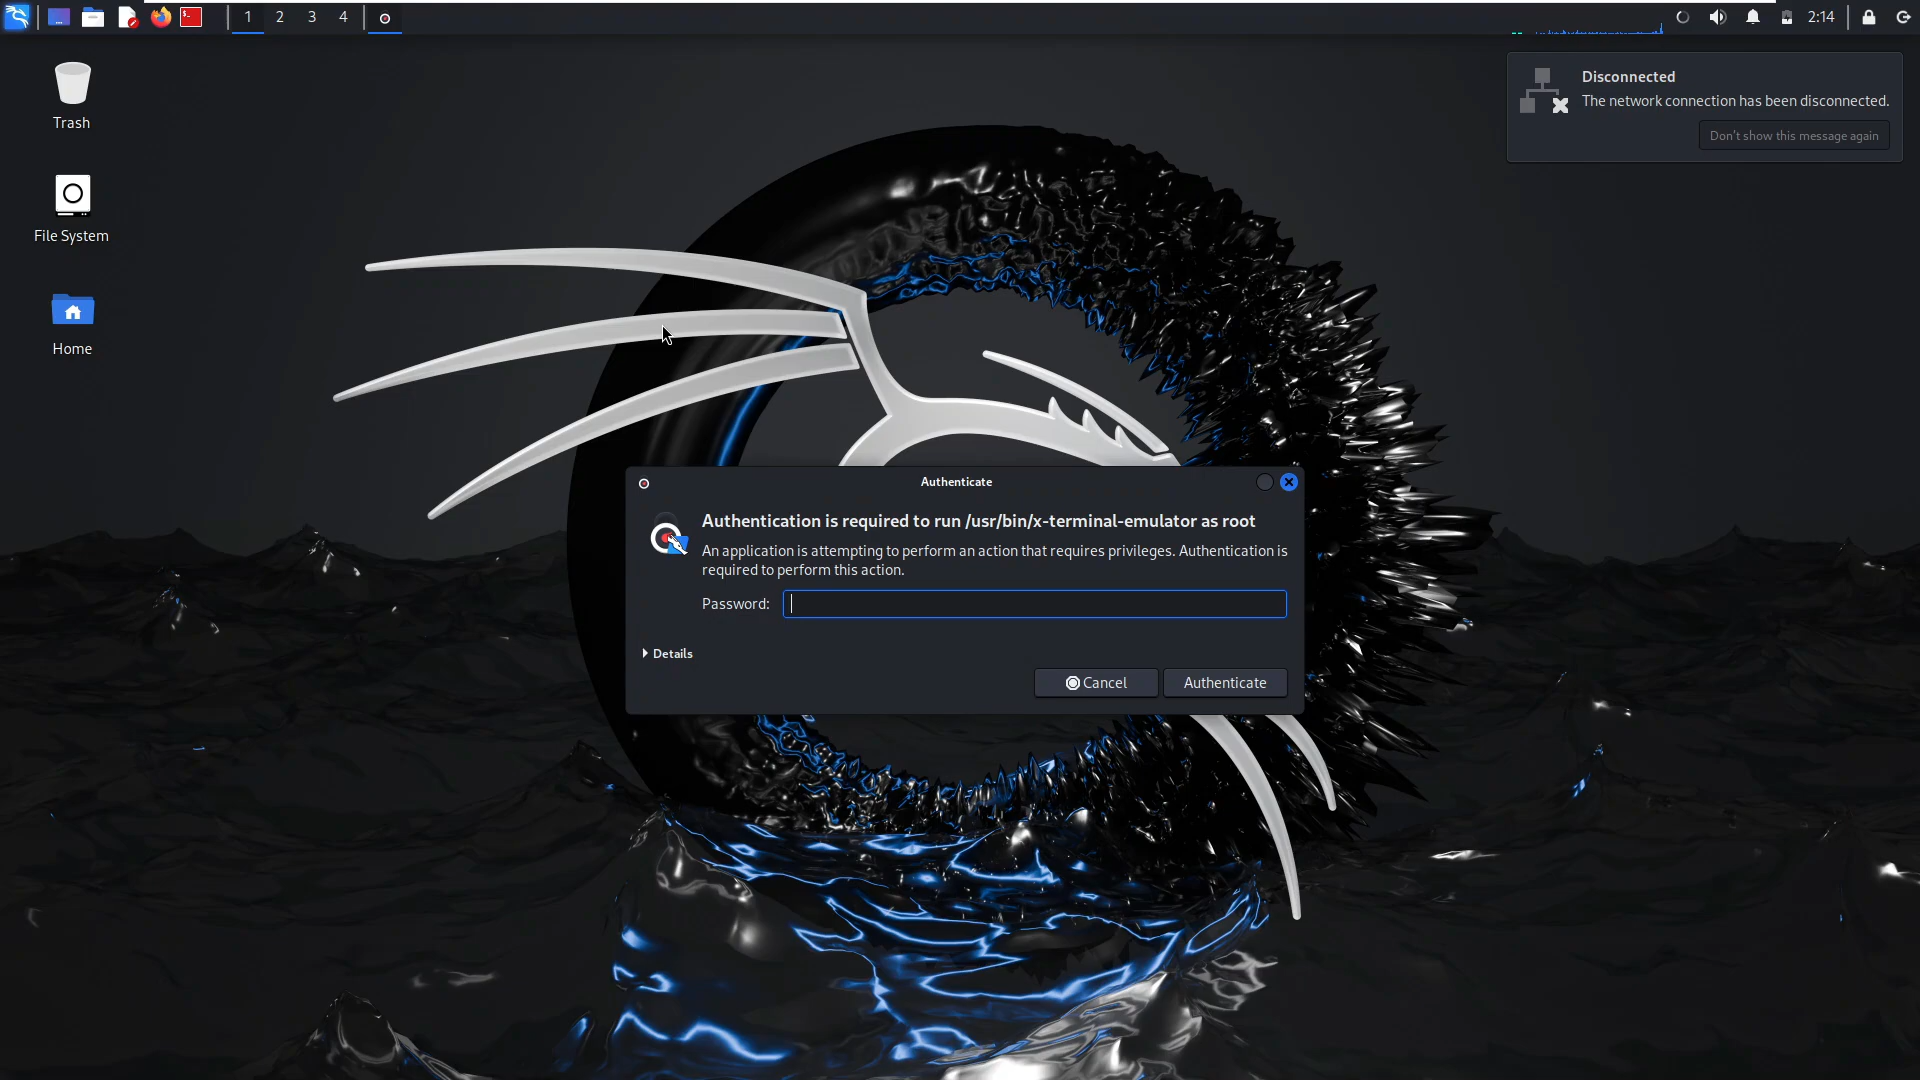 1 2 3 4
2:14
Disconnected
The network connection has been disconnected.
Don't show this message again
Trash
File System
Home
Authenticate
Authentication is required to run /usr/bin/x-terminal-emulator as root
An application is attempting to perform an action that requires privileges. Authentication is
required to perform this action.
Password:
Details
Cancel Authenticate